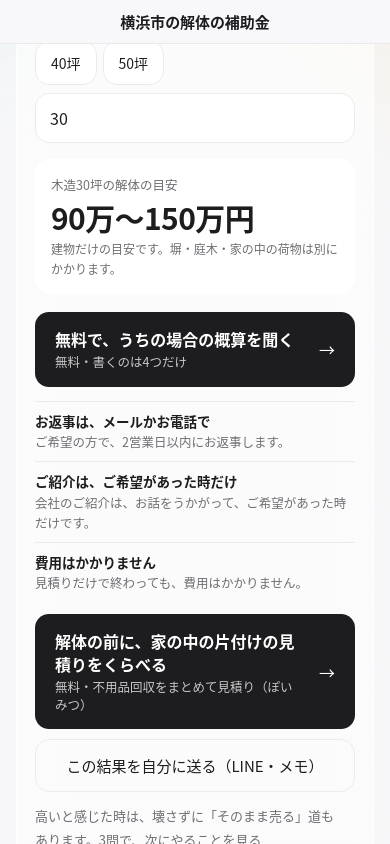 横浜市の解体の補助金
40坪
50坪
30
木造30坪の解体の目安
90万〜150万円
建物だけの目安です。塀・庭木・家の中の荷物は別に
かかります。
無料で、うちの場合の概算を聞く
→
無料・書くのは4つだけ
お返事は、メールかお電話で
ご希望の方で、2営業日以内にお返事します。
ご紹介は、ご希望があった時だけ
会社のご紹介は、お話をうかがって、ご希望があった時
だけです。
費用はかかりません
見積りだけで終わっても、費用はかかりません。
解体の前に、家の中の片付けの見
積りをくらべる
→
無料・不用品回収をまとめて見積り（ぽい
みつ）
この結果を自分に送る（LINE・メモ）
高いと感じた時は、壊さずに「そのまま売る」道も
あります。3問で、次にやることを見る